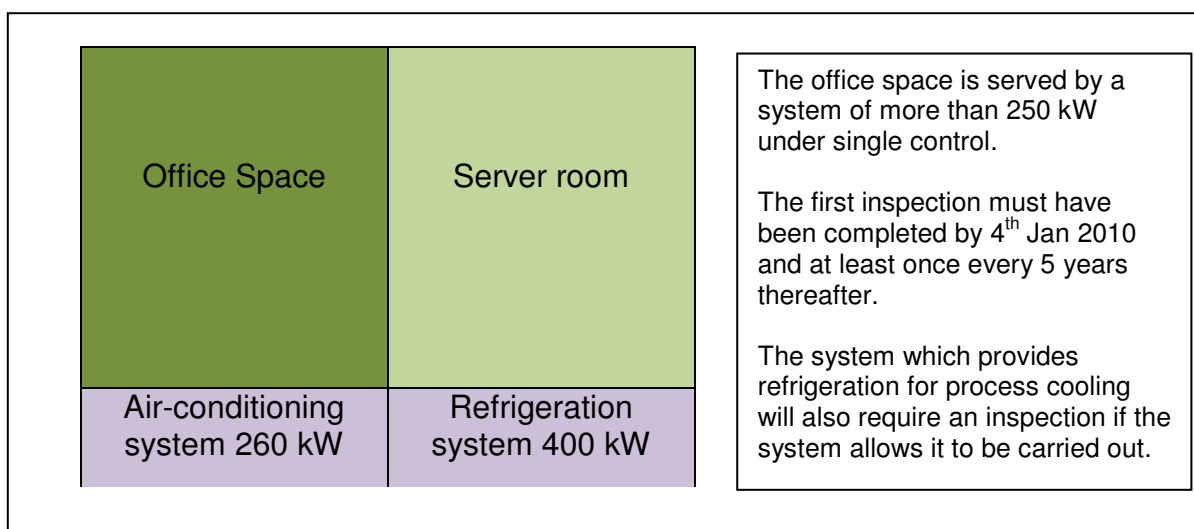 Office Space
Server room
Air-conditioning
system 260 kW
Refrigeration
system 400 kW
The office space is served by a
system of more than 250 kW
under single control.
The first inspection must have
been completed by 4th Jan 2010
and at least once every 5 years
thereafter.
The system which provides
refrigeration for process cooling
will also require an inspection if the
system allows it to be carried out.